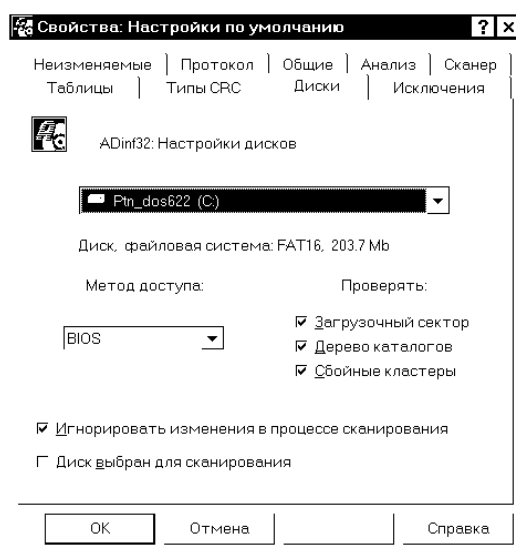 Свойства: Настройки по умолчанию ? X
Неизменяемые Протокол Общие Анализ Сканер
Таблицы Типы CRC Диски Исключения
ADinf32: Настройки дисков
Ptn_dos622 (C:)
Диск, файловая система: FAT16, 203.7 Mb
Метод доступа: Проверять:
BIOS
Загрузочный сектор
Дерево каталогов
Сбойные кластеры
Игнорировать изменения в процессе сканирования
Диск выбран для сканирования
OK Отмена Справка